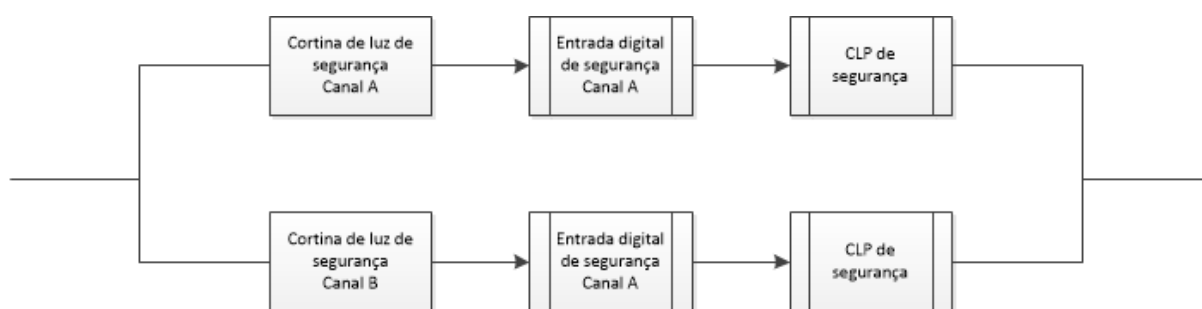 Cortina de luz de
segurança
Canal A
Entrada digital
de segurança
Canal A
CLP de
segurança
Cortina de luz de
segurança
Canal B
Entrada digital
de segurança
Canal A
CLP de
segurança